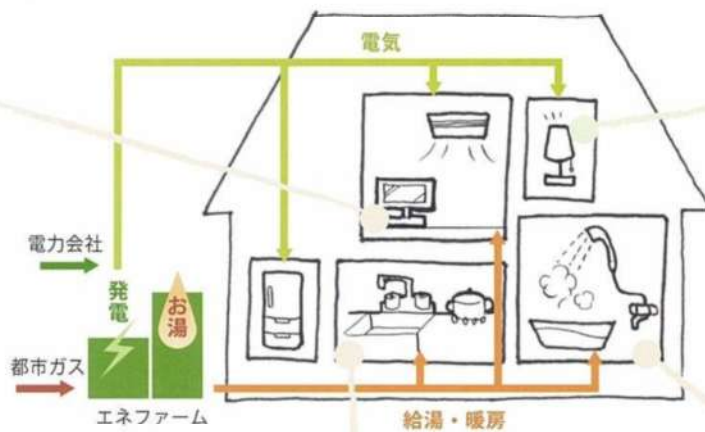 電気
電力会社
発電
お湯
都市ガス
エネファーム
給湯・暖房